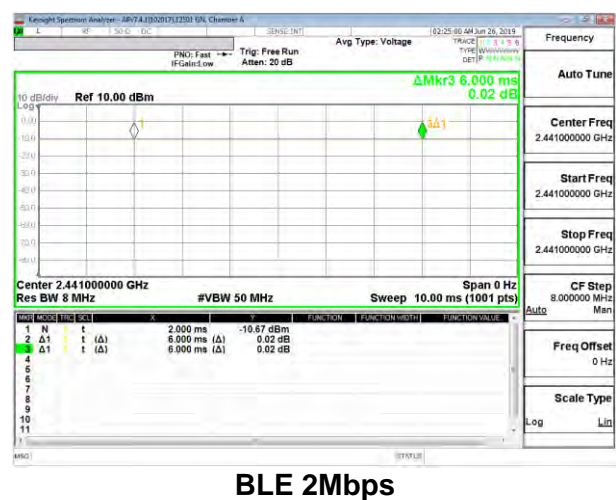 Keysight Spectrum Analyzer -
L RF 50 Ω DC SENSE:INT 02:25:00 AM Jun 26, 2019
Avg Type: Voltage
TRACE
TYPE
DET
PNO: Fast
IFGain:Low
Trig: Free Run
Atten: 20 dB
Frequency
Auto Tune
ΔMkr3 6.000 ms
0.02 dB
10 dB/div Ref 10.00 dBm
Log
1
3Δ1
Center Freq
2.441000000 GHz
Start Freq
2.441000000 GHz
Stop Freq
2.441000000 GHz
Center 2.441000000 GHz Span 0 Hz
Res BW 8 MHz #VBW 50 MHz Sweep 10.00 ms (1001 pts)
CF Step
8.000000 MHz
Auto Man
MKR MODE TRC SCL X Y FUNCTION FUNCTION WIDTH FUNCTION VALUE
1 N 1 t 2.000 ms -10.67 dBm
2 Δ1 1 t (Δ) 6.000 ms (Δ) 0.02 dB
3 Δ1 1 t (Δ) 6.000 ms (Δ) 0.02 dB
4
5
6
7
8
9
10
11
Freq Offset
0 Hz
Scale Type
Log Lin
MSG STATUS
BLE 2Mbps